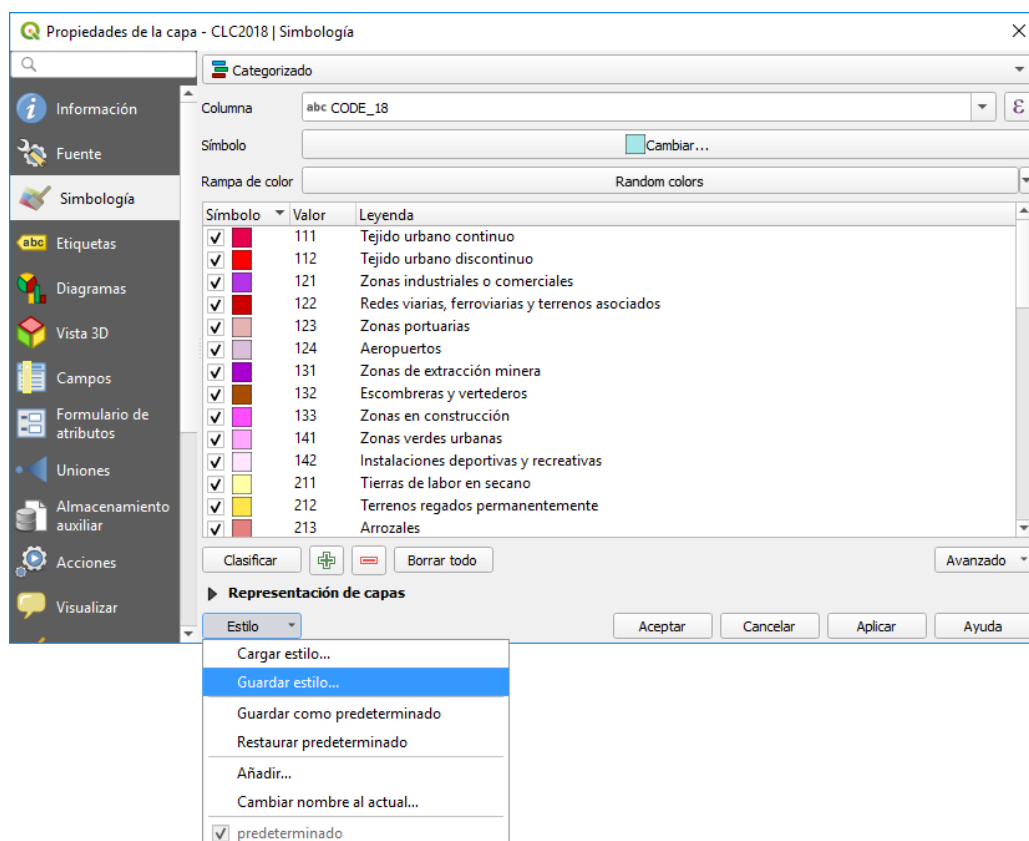 Propiedades de la capa - CLC2018 | Simbología
Información
Fuente
Simbología
abc Etiquetas
Diagramas
Vista 3D
Campos
Formulario de
atributos
Uniones
Almacenamiento
auxiliar
Acciones
Visualizar
Categorizado
Columna abc CODE_18 ε
Símbolo Cambiar...
Rampa de color Random colors
Símbolo Valor Leyenda
111 Tejido urbano continuo
112 Tejido urbano discontinuo
121 Zonas industriales o comerciales
122 Redes viarias, ferroviarias y terrenos asociados
123 Zonas portuarias
124 Aeropuertos
131 Zonas de extracción minera
132 Escombreras y vertederos
133 Zonas en construcción
141 Zonas verdes urbanas
142 Instalaciones deportivas y recreativas
211 Tierras de labor en secano
212 Terrenos regados permanentemente
213 Arrozales
Clasificar Borrar todo Avanzado
Representación de capas
Estilo Aceptar Cancelar Aplicar Ayuda
Cargar estilo...
Guardar estilo...
Guardar como predeterminado
Restaurar predeterminado
Añadir...
Cambiar nombre al actual...
predeterminado